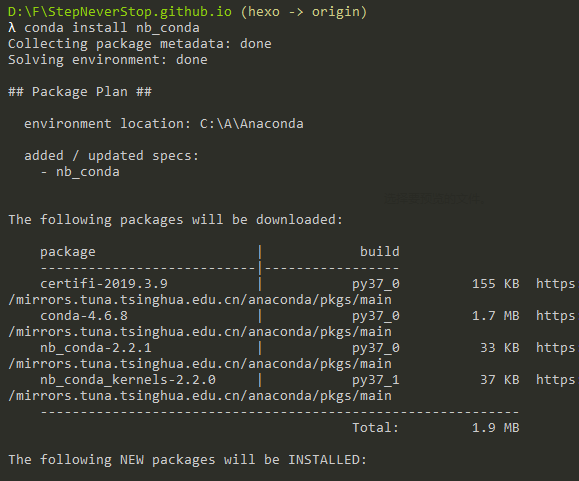 D:\F\StepNeverStop.github.io (hexo -> origin)
λ conda install nb_conda
Collecting package metadata: done
Solving environment: done
## Package Plan ##
environment location: C:\A\Anaconda
added / updated specs:
- nb_conda
The following packages will be downloaded:
package | build
---------------------------|-----------------
certifi-2019.3.9 | py37_0 155 KB https
/mirrors.tuna.tsinghua.edu.cn/anaconda/pkgs/main
conda-4.6.8 | py37_0 1.7 MB https
/mirrors.tuna.tsinghua.edu.cn/anaconda/pkgs/main
nb_conda-2.2.1 | py37_0 33 KB https
/mirrors.tuna.tsinghua.edu.cn/anaconda/pkgs/main
nb_conda_kernels-2.2.0 | py37_1 37 KB https
/mirrors.tuna.tsinghua.edu.cn/anaconda/pkgs/main
------------------------------------------------------------
Total: 1.9 MB
The following NEW packages will be INSTALLED: